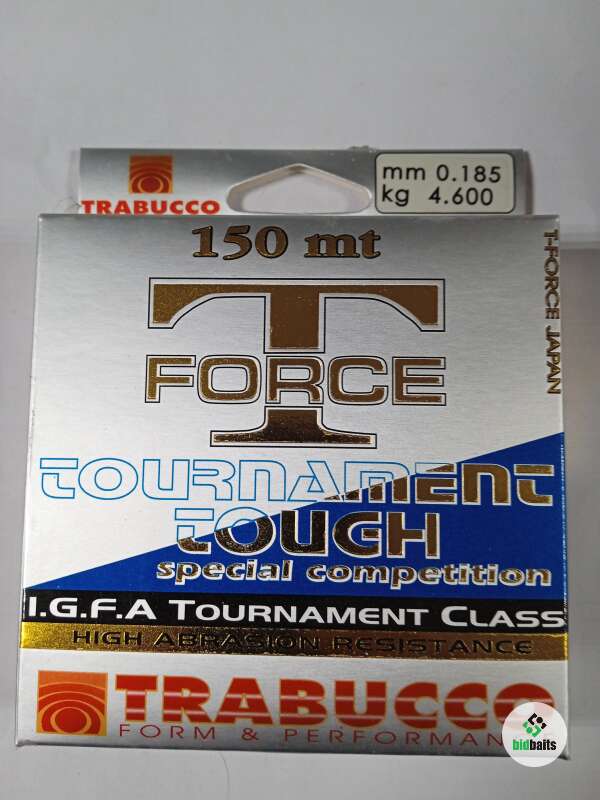 TRABUCCO
mm 0.185
kg 4.600
150 mt
T
FORCE
T-FORCE JAPAN
TOURNAMENT
TOUGH
special competition
I.G.F.A TOURNAMENT CLASS
HIGH ABRASION RESISTANCE
TRABUCCO
FORM & PERFORMAN
bidbaits